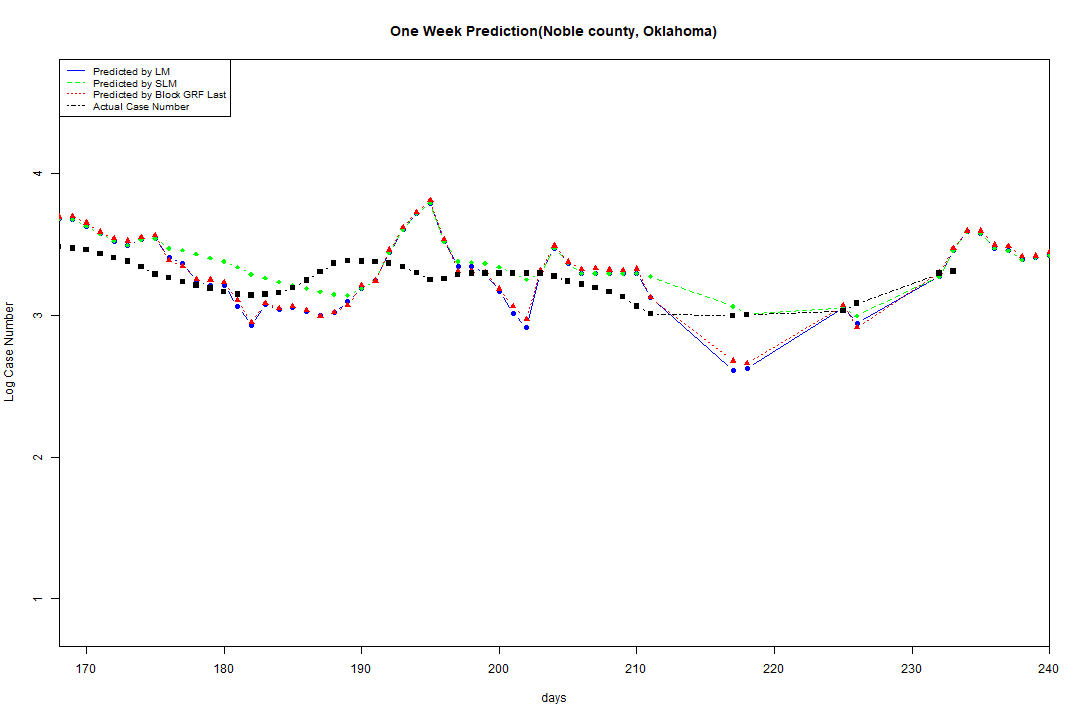 One Week Prediction(Noble county, Oklahoma)
Predicted by LM
Predicted by SLM
Predicted by Block GRF Last
Actual Case Number
4
3
2
1
Log Case Number
170 180 190 200 210 220 230 240
days